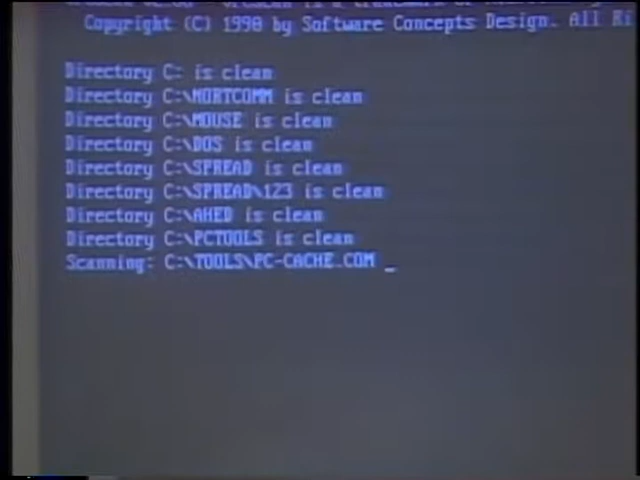 Copyright (C) 1990 by Software Concepts Design. All
Directory C: is clean
Directory C:\NORTCOMM is clean
Directory C:\MOUSE is clean
Directory C:\DOS is clean
Directory C:\SPREAD is clean
Directory C:\SPREAD\123 is clean
Directory C:\AHED is clean
Directory C:\PCTOOLS is clean
Scanning: C:\TOOLS\PC-CACHE.COM _